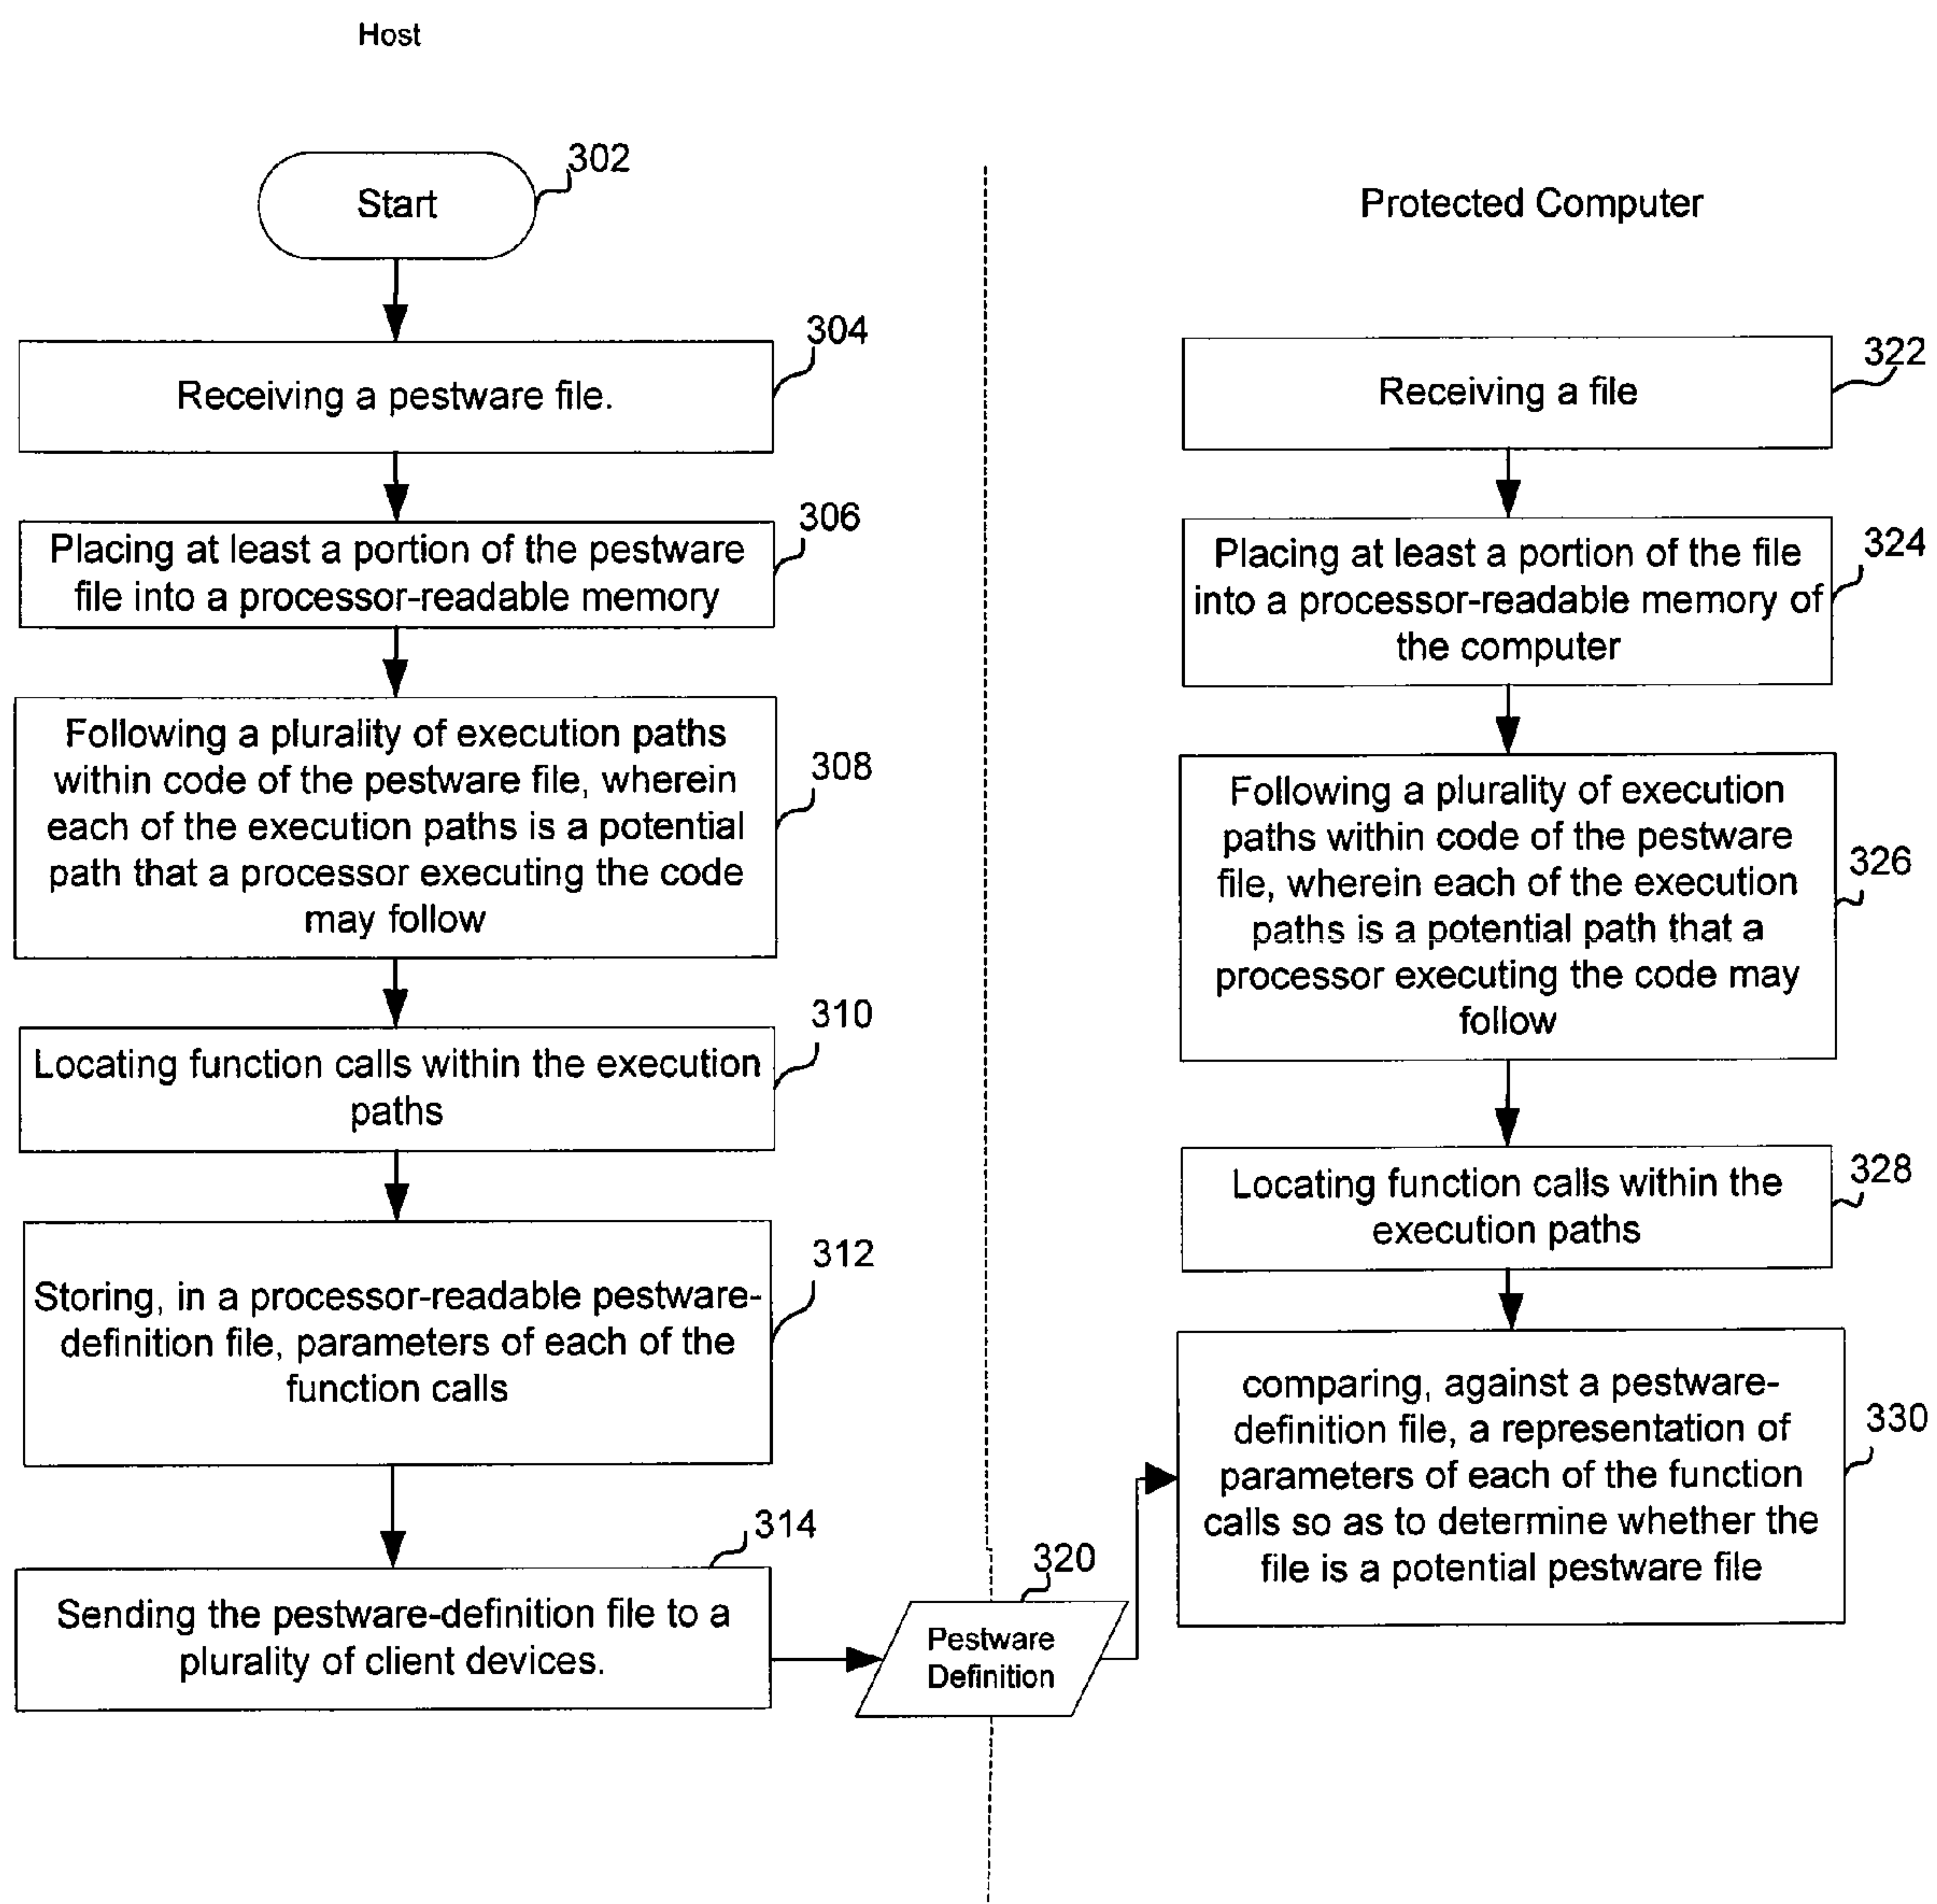 Host
302
Start
304
Receiving a pestware file.
306
Placing at least a portion of the pestware
file into a processor-readable memory
308
Following a plurality of execution paths
within code of the pestware file, wherein
each of the execution paths is a potential
path that a processor executing the code
may follow
310
Locating function calls within the execution
paths
312
Storing, in a processor-readable pestware-
definition file, parameters of each of the
function calls
314
Sending the pestware-definition file to a
plurality of client devices.
320
Pestware
Definition
Protected Computer
322
Receiving a file
324
Placing at least a portion of the file
into a processor-readable memory of
the computer
326
Following a plurality of execution
paths within code of the pestware
file, wherein each of the execution
paths is a potential path that a
processor executing the code may
follow
328
Locating function calls within the
execution paths
330
comparing, against a pestware-
definition file, a representation of
parameters of each of the function
calls so as to determine whether the
file is a potential pestware file